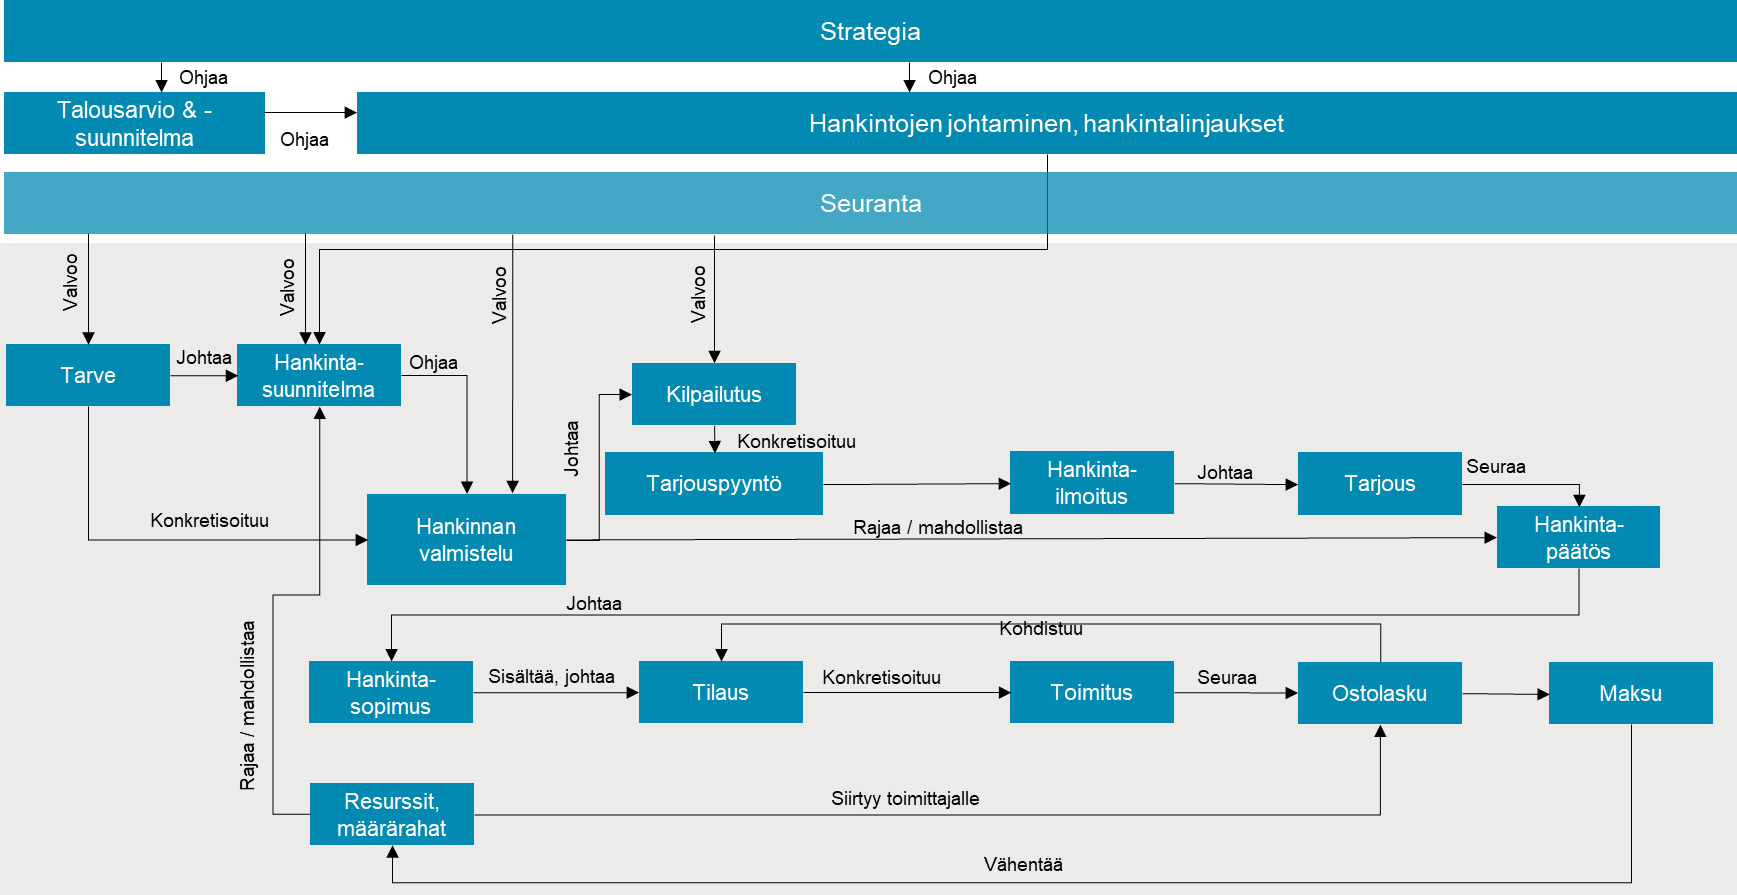 Strategia
Ohjaa
Ohjaa
Talousarvio & -
suunnitelma
Ohjaa
Hankintojen johtaminen, hankintalinjaukset
Seuranta
Valvoo
Valvoo
Valvoo
Valvoo
Tarve
Johtaa
Hankinta-
suunnitelma
Ohjaa
Kilpailutus
Johtaa
Konkretisoituu
Tarjouspyyntö
Hankinta-
ilmoitus
Johtaa
Tarjous
Seuraa
Konkretisoituu
Hankinnan
valmistelu
Rajaa / mahdollistaa
Hankinta-
päätös
Johtaa
Kohdistuu
Rajaa / mahdollistaa
Hankinta-
sopimus
Sisältää, johtaa
Tilaus
Konkretisoituu
Toimitus
Seuraa
Ostolasku
Maksu
Resurssit,
määrärahat
Siirtyy toimittajalle
Vähentää